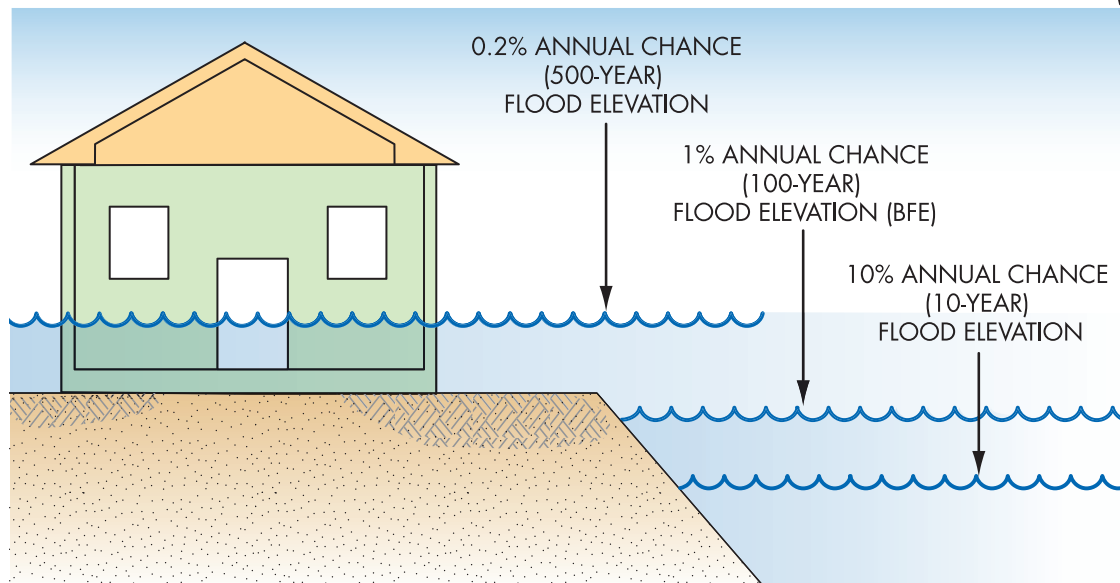 0.2% ANNUAL CHANCE
(500-YEAR)
FLOOD ELEVATION
1% ANNUAL CHANCE
(100-YEAR)
FLOOD ELEVATION (BFE)
10% ANNUAL CHANCE
(10-YEAR)
FLOOD ELEVATION